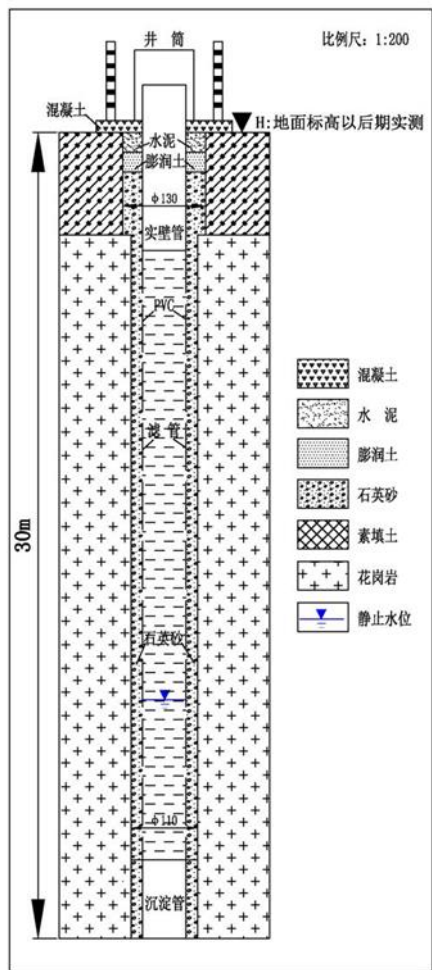 井 筒
比例尺：1:200
混凝土
H:地面标高以后期实测
水泥
膨润土
φ130
实壁管
PVC
滤 管
30m
石英砂
φ110
沉淀管
混凝土
水 泥
膨润土
石英砂
素填土
花岗岩
静止水位